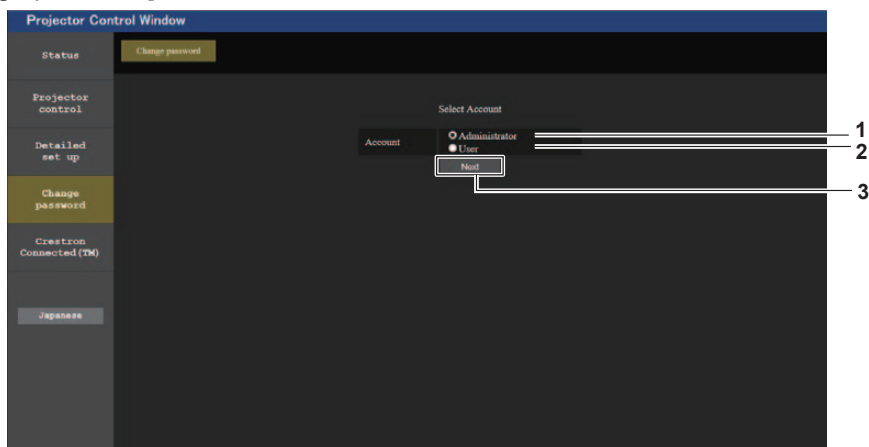 Projector Control Window
Status
Change password
Projector
control
Select Account
Account
Administrator
User
1
2
Next
3
Detailed
set up
Change
password
Crestron
Connected(TM)
Japanese